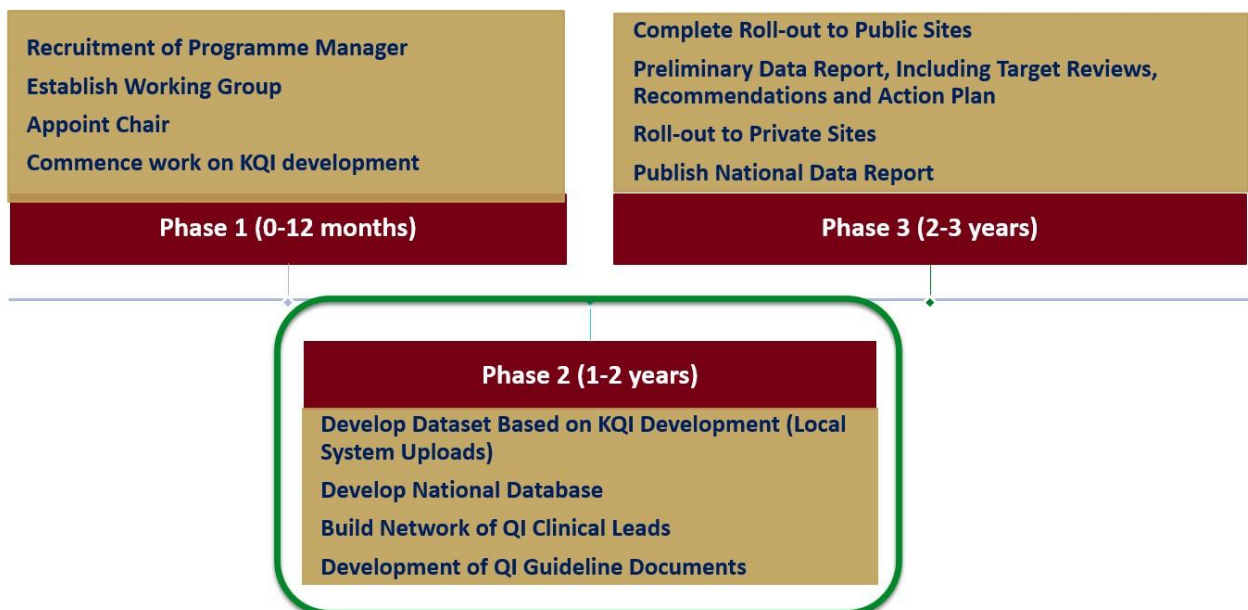 Recruitment of Programme Manager
Establish Working Group
Appoint Chair
Commence work on KQI development
Phase 1 (0-12 months)
Complete Roll-out to Public Sites
Preliminary Data Report, Including Target Reviews,
Recommendations and Action Plan
Roll-out to Private Sites
Publish National Data Report
Phase 3 (2-3 years)
Phase 2 (1-2 years)
Develop Dataset Based on KQI Development (Local
System Uploads)
Develop National Database
Build Network of QI Clinical Leads
Development of QI Guideline Documents